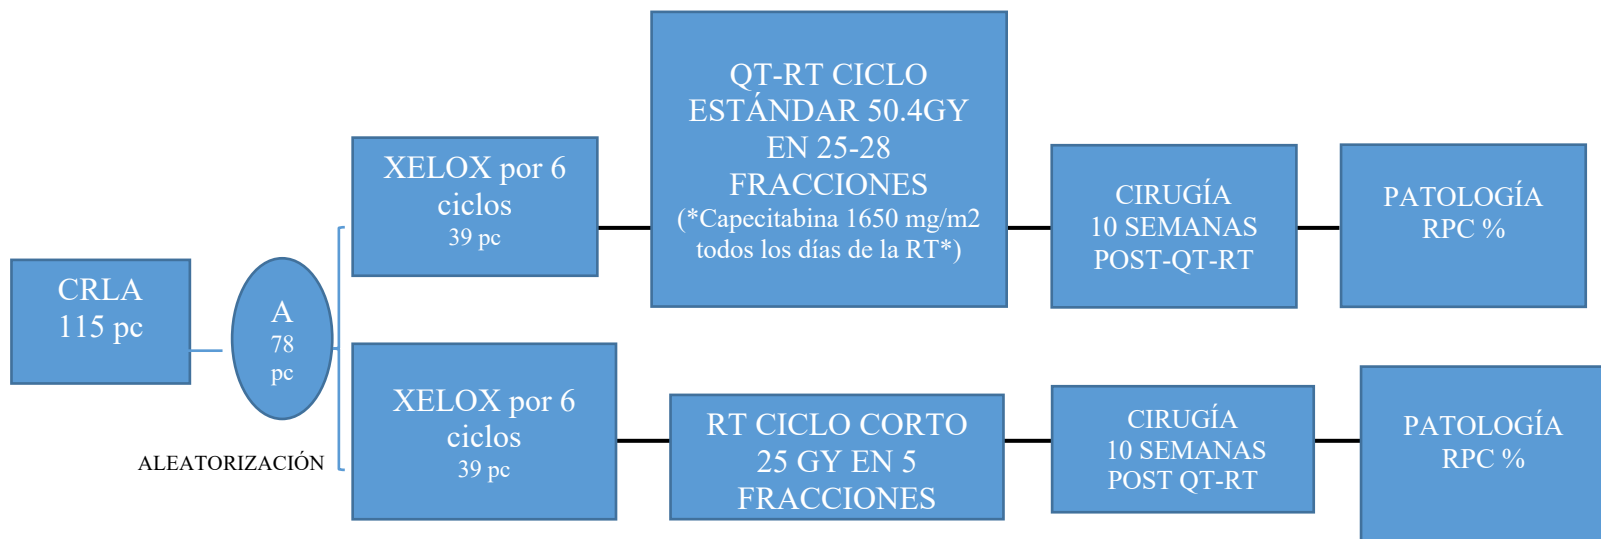 CRLA
115 pc
A
78
pc
ALEATORIZACIÓN
XELOX por 6
ciclos
39 pc
QT-RT CICLO
ESTÁNDAR 50.4GY
EN 25-28
FRACCIONES
(*Capecitabina 1650 mg/m2
todos los días de la RT*)
CIRUGÍA
10 SEMANAS
POST-QT-RT
PATOLOGÍA
RPC %
XELOX por 6
ciclos
39 pc
RT CICLO CORTO
25 GY EN 5
FRACCIONES
CIRUGÍA
10 SEMANAS
POST QT-RT
PATOLOGÍA
RPC %